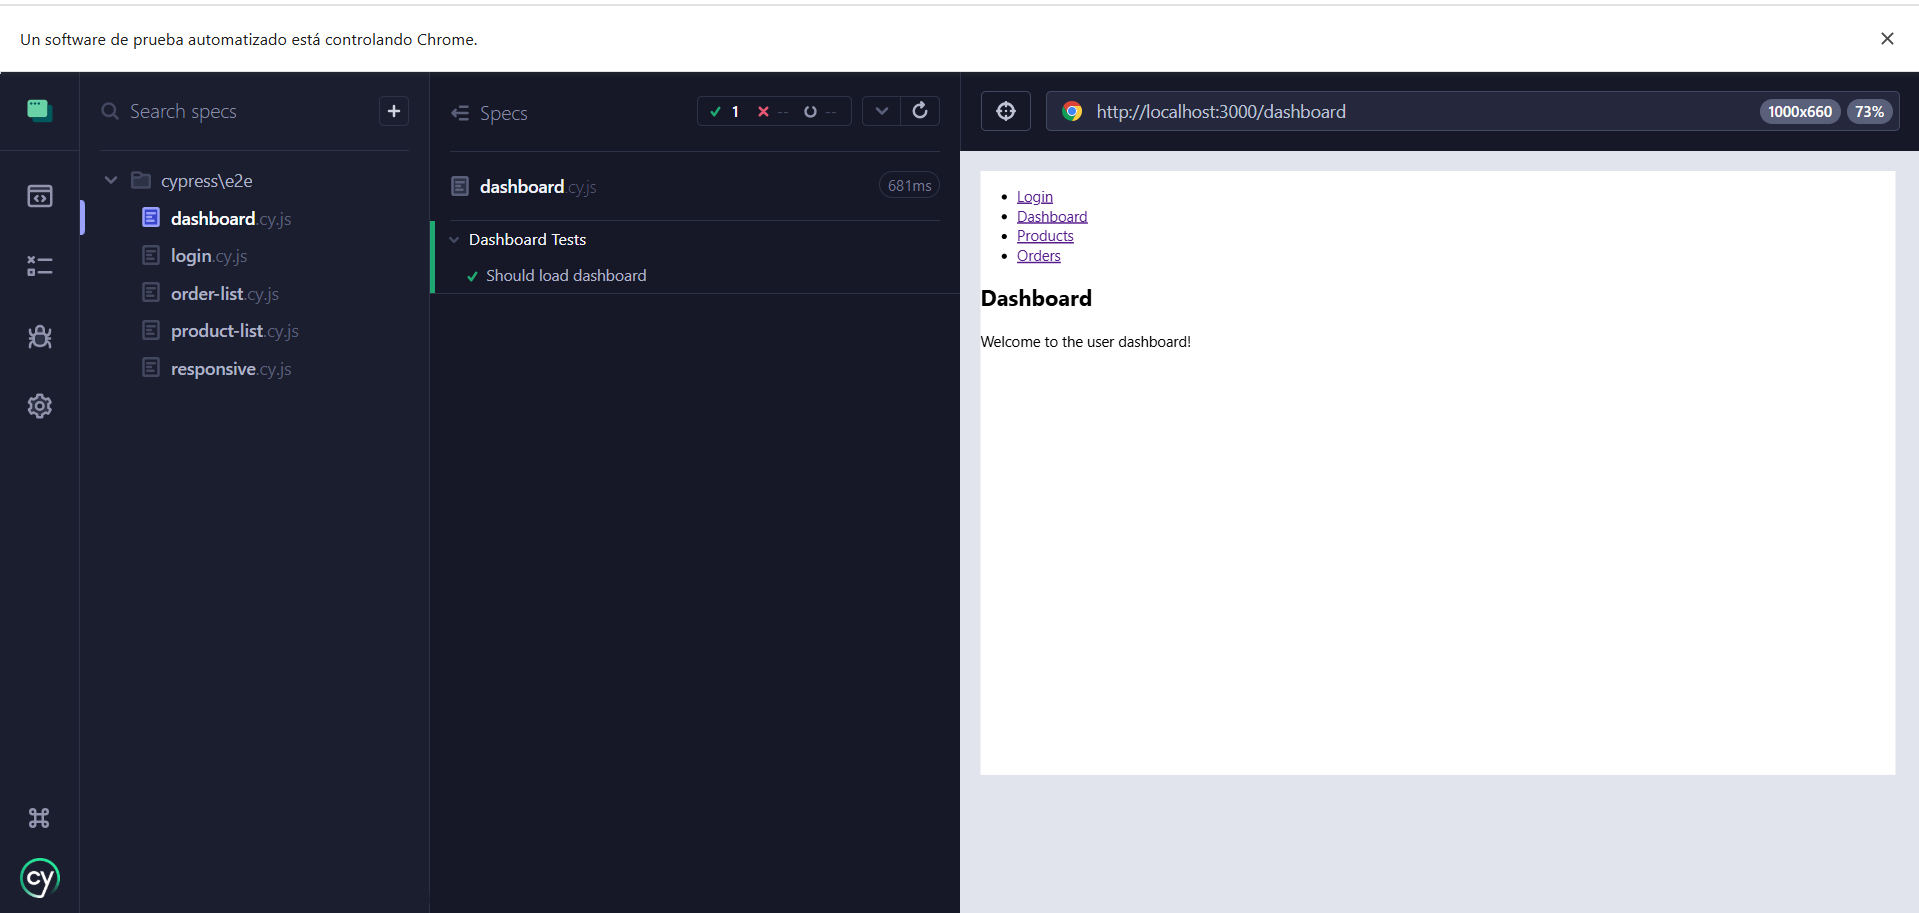 Un software de prueba automatizado está controlando Chrome.
Search specs
cypress\e2e
dashboard.cy.js
login.cy.js
order-list.cy.js
product-list.cy.js
responsive.cy.js
cy
Specs
1 -- --
dashboard.cy.js 681ms
Dashboard Tests
Should load dashboard
http://localhost:3000/dashboard 1000x660 73%
Login
Dashboard
Products
Orders
Dashboard
Welcome to the user dashboard!